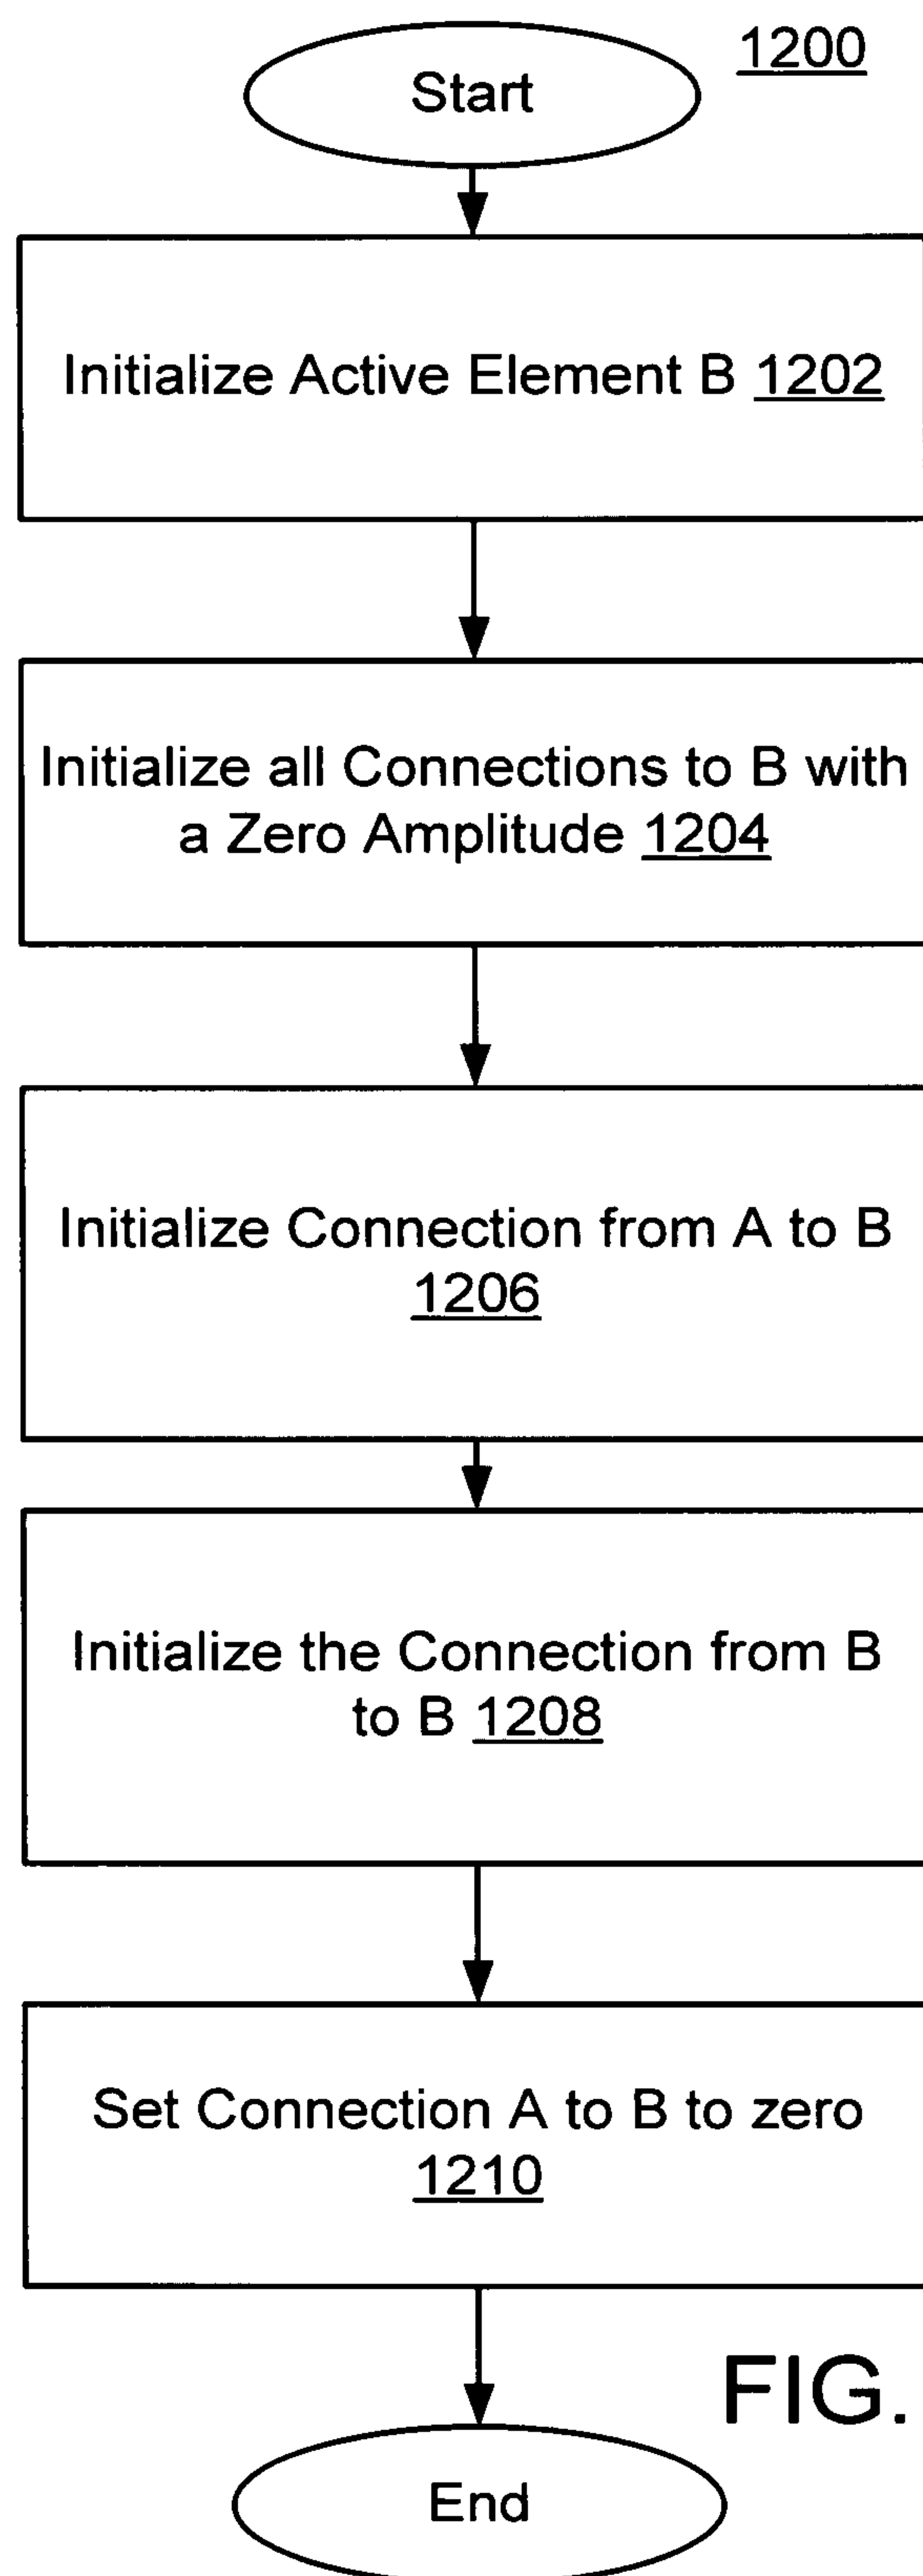 1200
Start
Initialize Active Element B 1202
Initialize all Connections to B with
a Zero Amplitude 1204
Initialize Connection from A to B
1206
Initialize the Connection from B
to B 1208
Set Connection A to B to zero
1210
FIG.
End